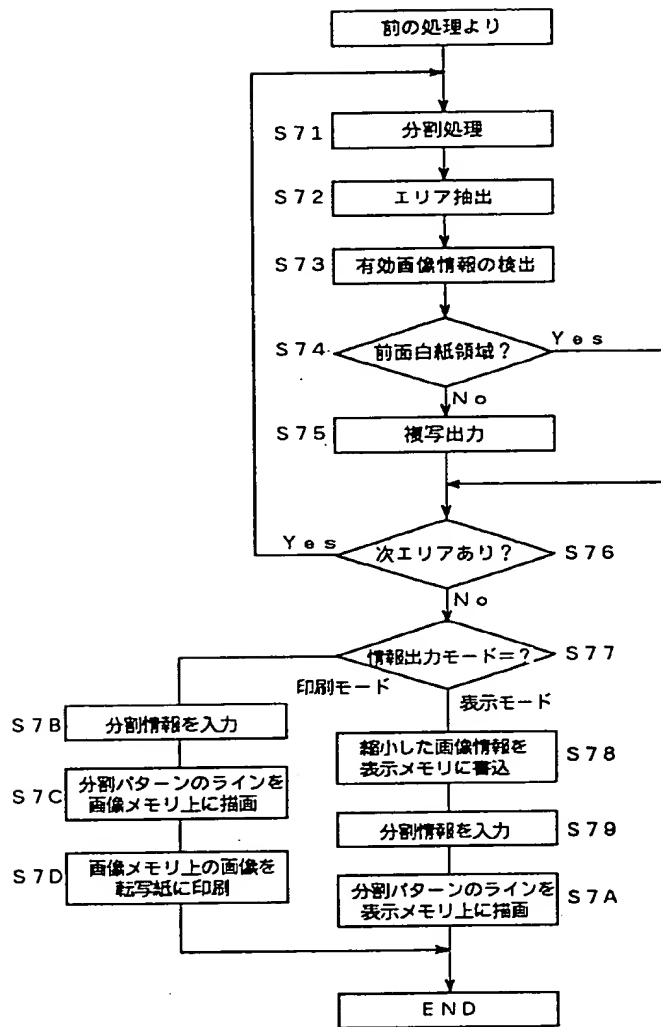 前の処理より
S71
分割処理
S72
エリア抽出
S73
有効画像情報の検出
S74
前面白紙領域?
Yes
No
S75
複写出力
Yes
次エリアあり?
S76
No
情報出力モード=?
S77
印刷モード
表示モード
S7B
分割情報を入力
縮小した画像情報を
表示メモリに書込
S78
S7C
分割パターンのラインを
画像メモリ上に描画
分割情報を入力
S79
S7D
画像メモリ上の画像を
転写紙に印刷
分割パターンのラインを
表示メモリ上に描画
S7A
END